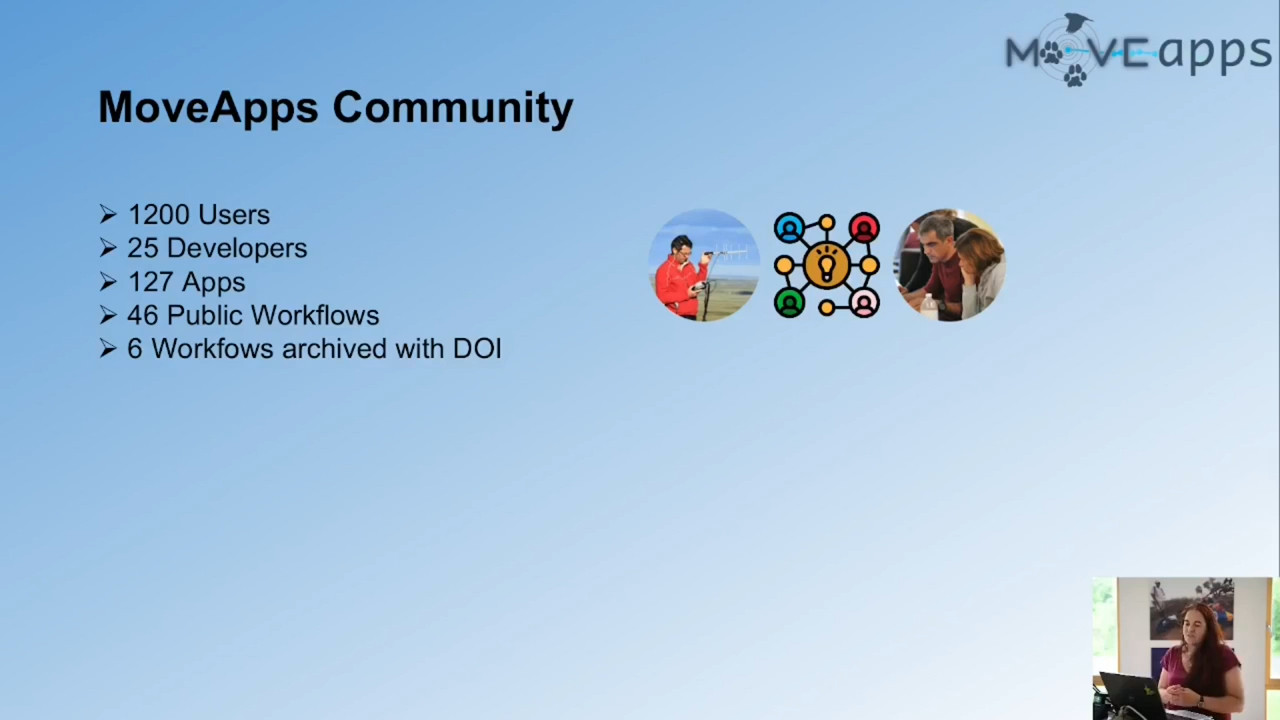 MOVEapps
MoveApps Community
➢ 1200 Users
➢ 25 Developers
➢ 127 Apps
➢ 46 Public Workflows
➢ 6 Workfows archived with DOI